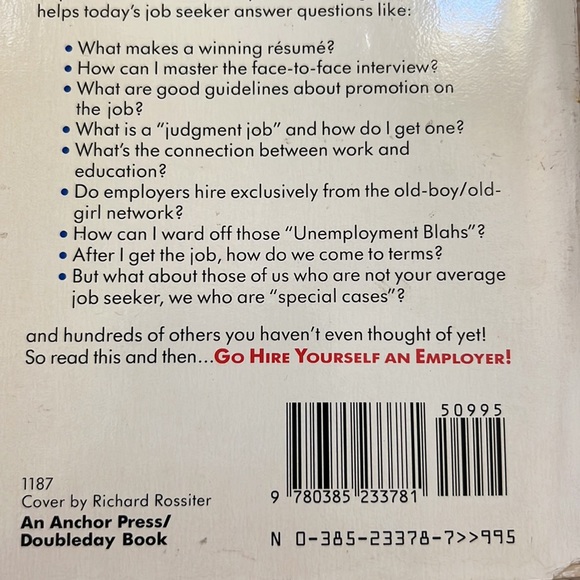 helps today's job seeker answer questions like:
• What makes a winning résumé?
• How can I master the face-to-face interview?
• What are good guidelines about promotion on
the job?
• What is a "judgment job" and how do I get one?
• What's the connection between work and
education?
• Do employers hire exclusively from the old-boy/old-
girl network?
• How can I ward off those "Unemployment Blahs"?
• After I get the job, how do we come to terms?
• But what about those of us who are not your average
job seeker, we who are "special cases"?
and hundreds of others you haven't even thought of yet!
So read this and then...GO HIRE YOURSELF AN EMPLOYER!
50995
9 780385 233781
1187
Cover by Richard Rossiter
An Anchor Press/
Doubleday Book
N 0-385-23378-7>>995